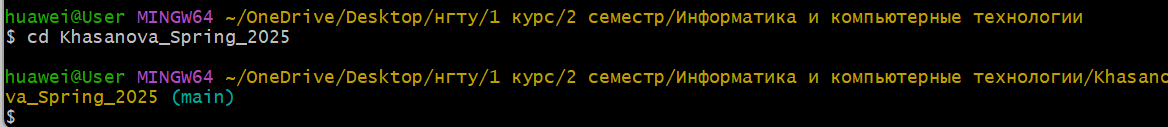 huawei@User MINGW64 ~/OneDrive/Desktop/нгту/1 курс/2 семестр/Информатика и компьютерные технологии
$ cd Khasanova_Spring_2025
huawei@User MINGW64 ~/OneDrive/Desktop/нгту/1 курс/2 семестр/Информатика и компьютерные технологии/Khasano
va_Spring_2025 (main)
$